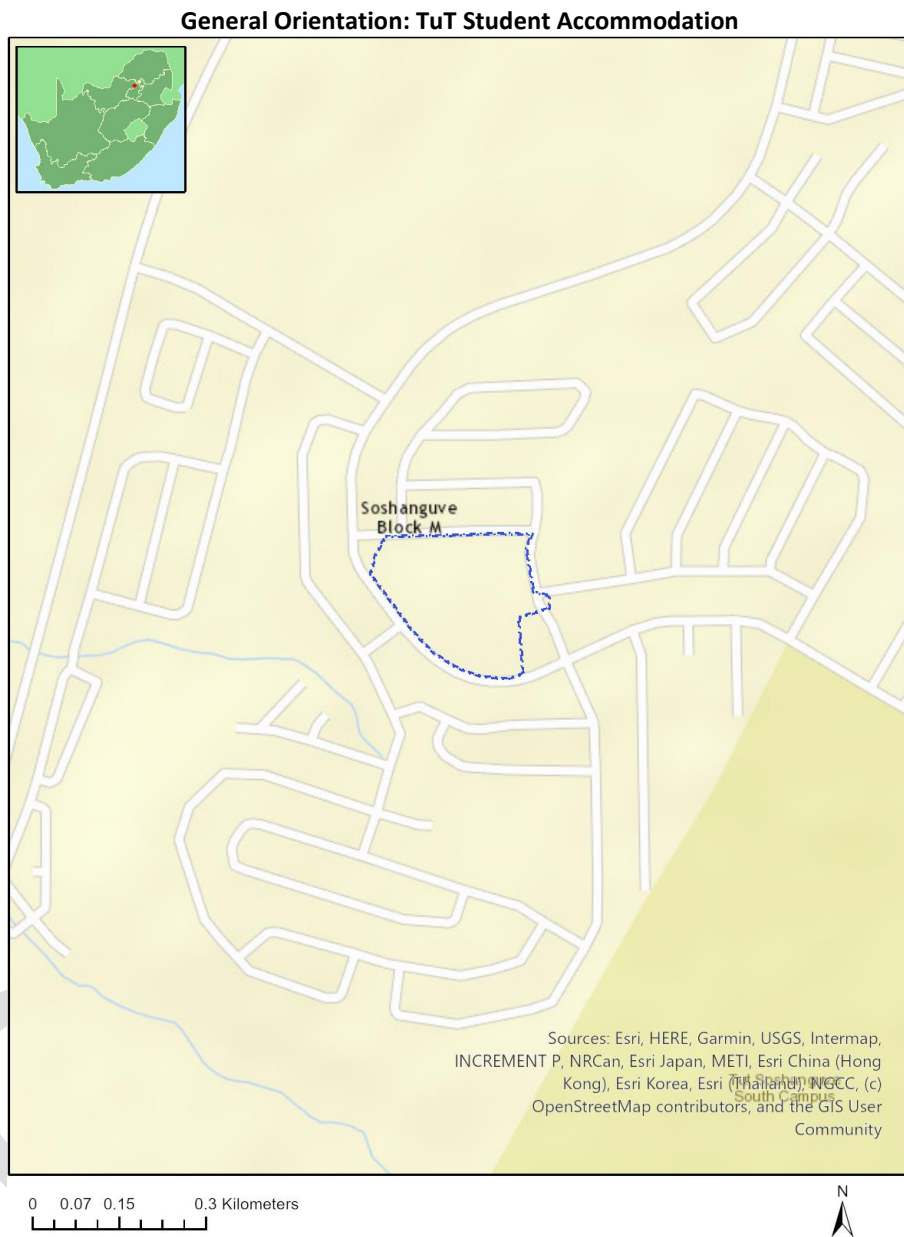 General Orientation: TuT Student Accommodation
Soshanguve
Block M
Sources: Esri, HERE, Garmin, USGS, Intermap,
INCREMENT P, NRCan, Esri Japan, METI, Esri China (Hong
Kong), Esri Korea, Esri (Thailand), NGCC, (c)
OpenStreetMap contributors, and the GIS User
Community
Tut Soshanguve
South Campus
0 0.07 0.15 0.3 Kilometers
N